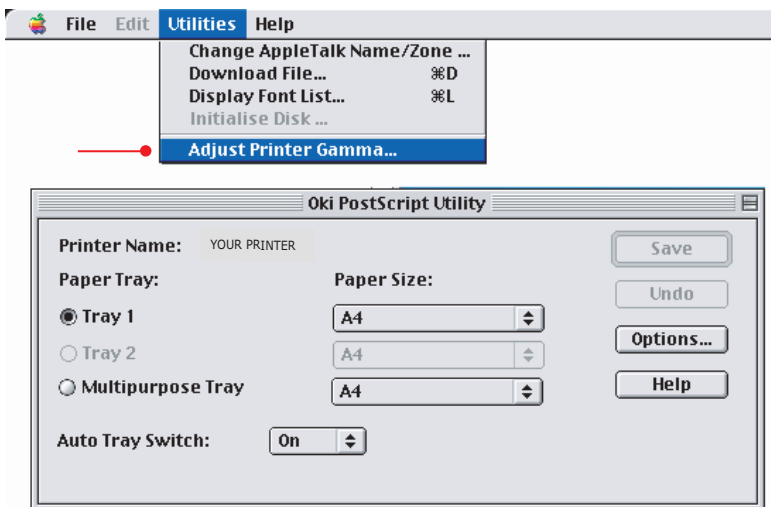 File Edit Utilities Help
Change AppleTalk Name/Zone ...
Download File... ⌘D
Display Font List... ⌘L
Initialise Disk ...
Adjust Printer Gamma...
Oki PostScript Utility
Printer Name: YOUR PRINTER
Save
Paper Tray: Paper Size:
Undo
Tray 1 A4
Options...
Tray 2 A4
Multipurpose Tray A4
Help
Auto Tray Switch: On